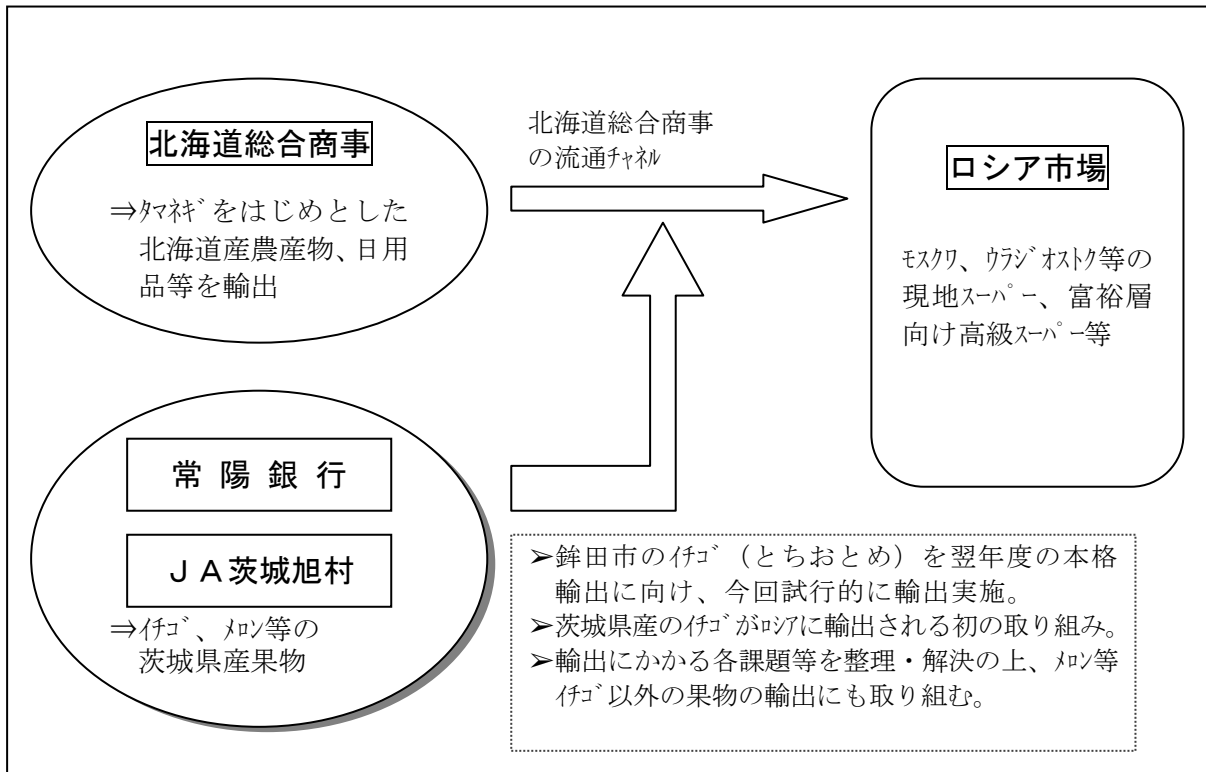 北海道総合商事
⇒ﾀﾏﾈｷﾞをはじめとした
北海道産農産物、日用
品等を輸出
北海道総合商事
の流通ﾁｬﾈﾙ
ロシア市場
ﾓｽｸﾜ、ｳﾗｼﾞｵｽﾄｸ等の
現地ｽｰﾊﾟｰ、富裕層
向け高級ｽｰﾊﾟｰ等
常陽銀行
ＪＡ茨城旭村
⇒ｲﾁｺﾞ、ﾒﾛﾝ等の
茨城県産果物
➢鉾田市のｲﾁｺﾞ（とちおとめ）を翌年度の本格
輸出に向け、今回試行的に輸出実施。
➢茨城県産のｲﾁｺﾞがﾛｼｱに輸出される初の取り組み。
➢輸出にかかる各課題等を整理・解決の上、ﾒﾛﾝ等
ｲﾁｺﾞ以外の果物の輸出にも取り組む。